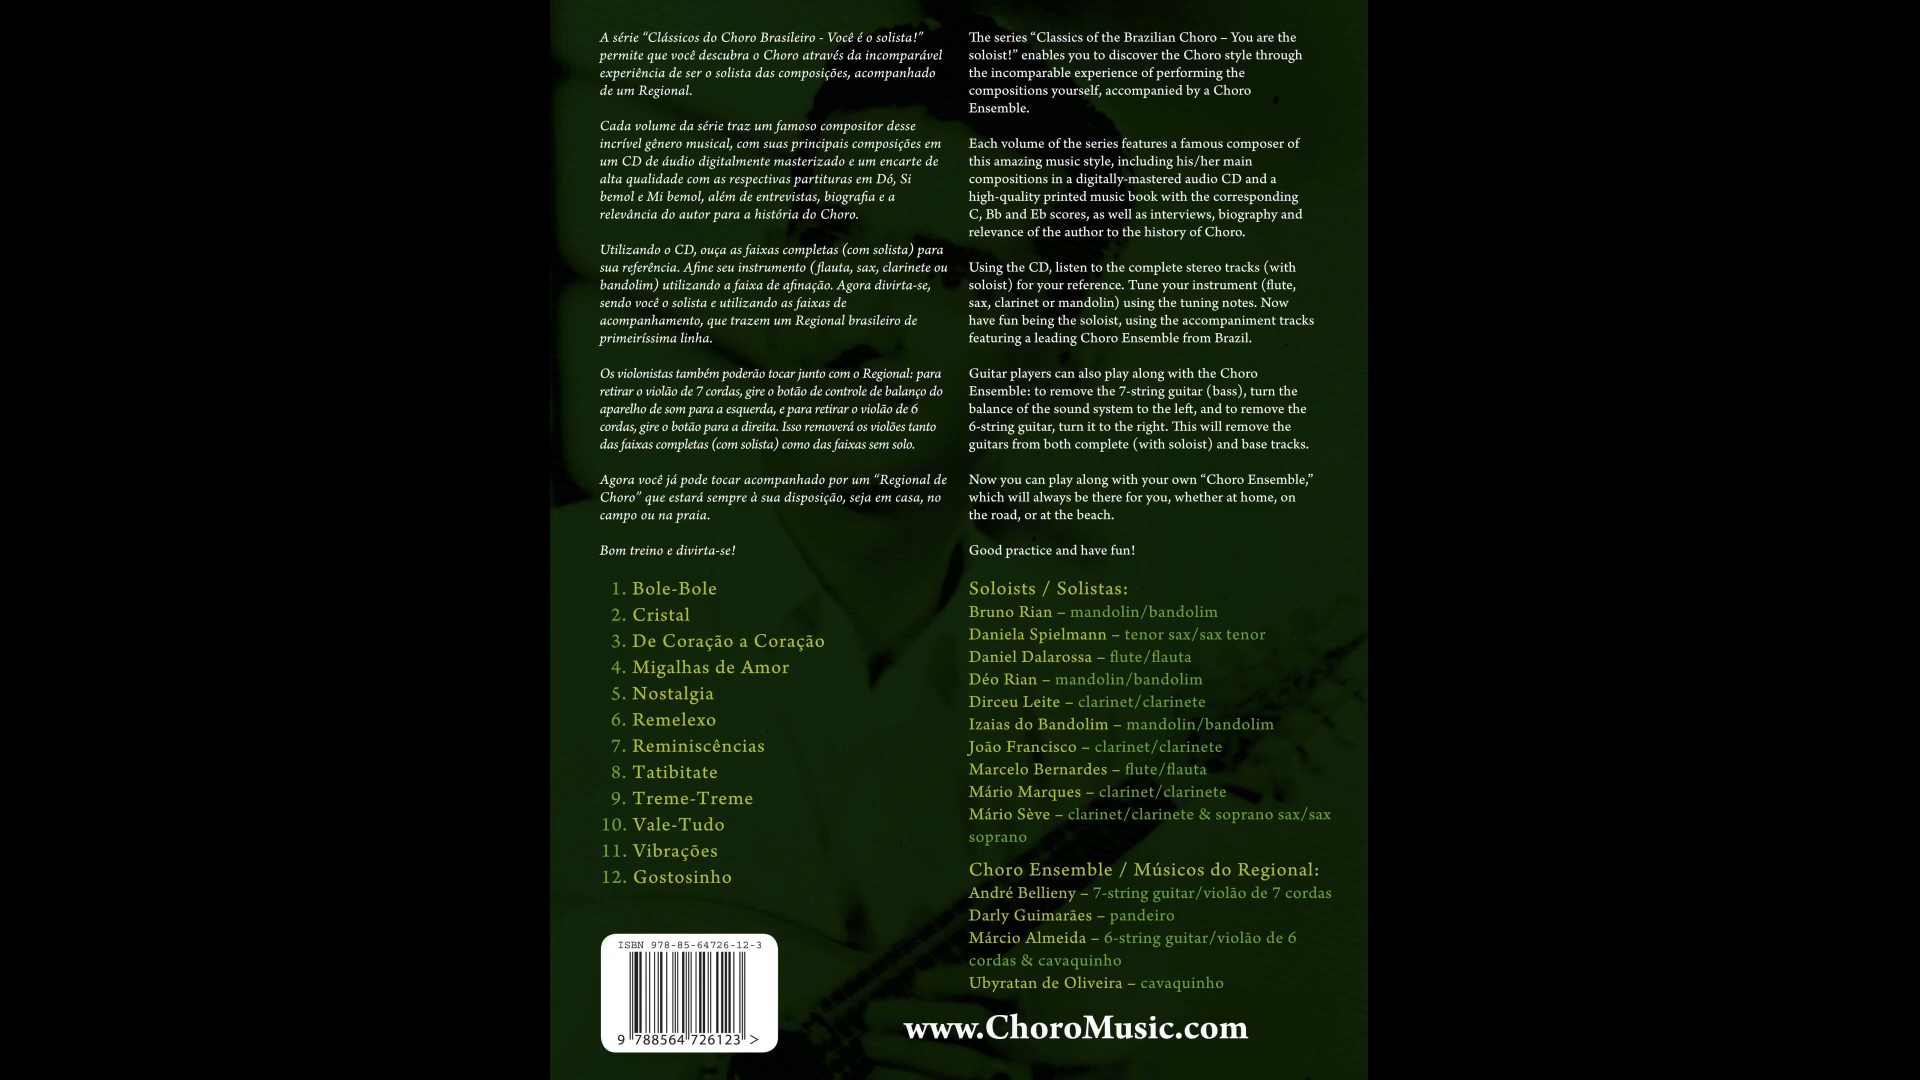 A série “Clássicos do Choro Brasileiro - Você é o solista!”
permite que você descubra o Choro através da incomparável
experiência de ser o solista das composições, acompanhado
de um Regional.
Cada volume da série traz um famoso compositor desse
incrível gênero musical, com suas principais composições em
um CD de áudio digitalmente masterizado e um encarte de
alta qualidade com as respectivas partituras em Dó, Si
bemol e Mi bemol, além de entrevistas, biografia e a
relevância do autor para a história do Choro.
Utilizando o CD, ouça as faixas completas (com solista) para
sua referência. Afine seu instrumento (flauta, sax, clarinete ou
bandolim) utilizando a faixa de afinação. Agora divirta-se,
sendo você o solista e utilizando as faixas de
acompanhamento, que trazem um Regional brasileiro de
primeiríssima linha.
Os violonistas também poderão tocar junto com o Regional: para
retirar o violão de 7 cordas, gire o botão de controle de balanço do
aparelho de som para a esquerda, e para retirar o violão de 6
cordas, gire o botão para a direita. Isso removerá os violões tanto
das faixas completas (com solista) como das faixas sem solo.
Agora você já pode tocar acompanhado por um “Regional de
Choro” que estará sempre à sua disposição, seja em casa, no
campo ou na praia.
Bom treino e divirta-se!
1. Bole-Bole
2. Cristal
3. De Coração a Coração
4. Migalhas de Amor
5. Nostalgia
6. Remelexo
7. Reminiscências
8. Tatibitate
9. Treme-Treme
10. Vale-Tudo
11. Vibrações
12. Gostosinho
ISBN 978-85-64726-12-3
9 788564 726123 >
The series “Classics of the Brazilian Choro – You are the
soloist!” enables you to discover the Choro style through
the incomparable experience of performing the
compositions yourself, accompanied by a Choro
Ensemble.
Each volume of the series features a famous composer of
this amazing music style, including his/her main
compositions in a digitally-mastered audio CD and a
high-quality printed music book with the corresponding
C, Bb and Eb scores, as well as interviews, biography and
relevance of the author to the history of Choro.
Using the CD, listen to the complete stereo tracks (with
soloist) for your reference. Tune your instrument (flute,
sax, clarinet or mandolin) using the tuning notes. Now
have fun being the soloist, using the accompaniment tracks
featuring a leading Choro Ensemble from Brazil.
Guitar players can also play along with the Choro
Ensemble: to remove the 7-string guitar (bass), turn the
balance of the sound system to the left, and to remove the
6-string guitar, turn it to the right. This will remove the
guitars from both complete (with soloist) and base tracks.
Now you can play along with your own “Choro Ensemble,”
which will always be there for you, whether at home, on
the road, or at the beach.
Good practice and have fun!
Soloists / Solistas:
Bruno Rian – mandolin/bandolim
Daniela Spielmann – tenor sax/sax tenor
Daniel Dalarossa – flute/flauta
Déo Rian – mandolin/bandolim
Dirceu Leite – clarinet/clarinete
Izaias do Bandolim – mandolin/bandolim
João Francisco – clarinet/clarinete
Marcelo Bernardes – flute/flauta
Mário Marques – clarinet/clarinete
Mário Sève – clarinet/clarinete & soprano sax/sax
soprano
Choro Ensemble / Músicos do Regional:
André Bellieny – 7-string guitar/violão de 7 cordas
Darly Guimarães – pandeiro
Márcio Almeida – 6-string guitar/violão de 6
cordas & cavaquinho
Ubyratan de Oliveira – cavaquinho
www.ChoroMusic.com